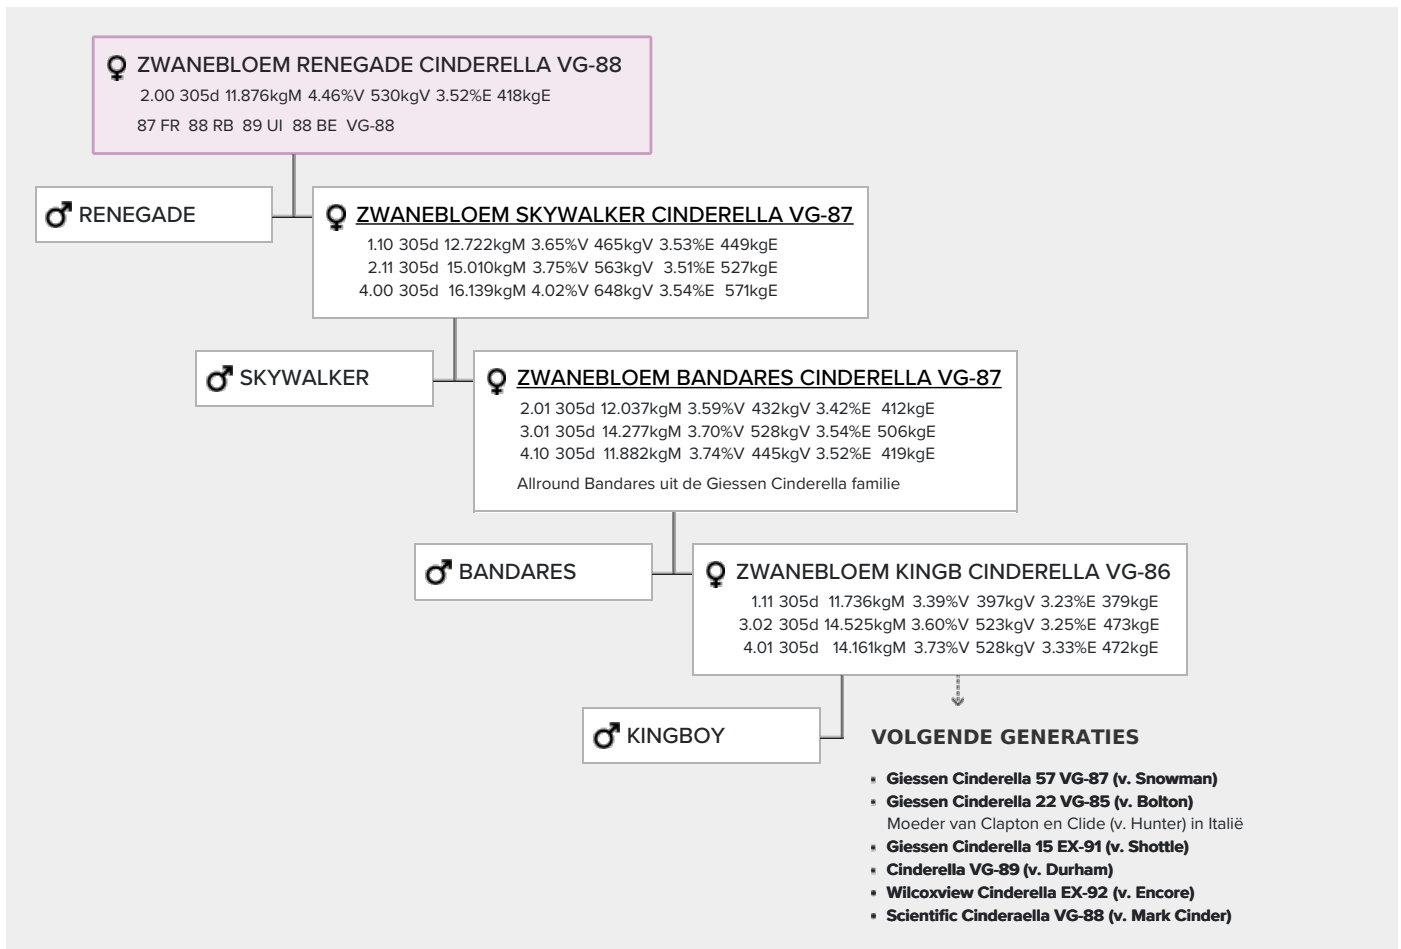 ZWANEBLOEM RENEGADE CINDERELLA VG-88
2.00 305d 11.876kgM 4.46%V 530kgV 3.52%E 418kgE
87 FR 88 RB 89 UI 88 BE VG-88
RENEGADE
ZWANEBLOEM SKYWALKER CINDERELLA VG-87
1.10 305d 12.722kgM 3.65%V 465kgV 3.53%E 449kgE
2.11 305d 15.010kgM 3.75%V 563kgV 3.51%E 527kgE
4.00 305d 16.139kgM 4.02%V 648kgV 3.54%E 571kgE
SKYWALKER
ZWANEBLOEM BANDARES CINDERELLA VG-87
2.01 305d 12.037kgM 3.59%V 432kgV 3.42%E 412kgE
3.01 305d 14.277kgM 3.70%V 528kgV 3.54%E 506kgE
4.10 305d 11.882kgM 3.74%V 445kgV 3.52%E 419kgE
Allround Bandares uit de Giessen Cinderella familie
BANDARES
ZWANEBLOEM KINGB CINDERELLA VG-86
1.11 305d 11.736kgM 3.39%V 397kgV 3.23%E 379kgE
3.02 305d 14.525kgM 3.60%V 523kgV 3.25%E 473kgE
4.01 305d 14.161kgM 3.73%V 528kgV 3.33%E 472kgE
KINGBOY
VOLGENDE GENERATIES
▪ Giessen Cinderella 57 VG-87 (v. Snowman)
▪ Giessen Cinderella 22 VG-85 (v. Bolton)
Moeder van Clapton en Clide (v. Hunter) in Italië
▪ Giessen Cinderella 15 EX-91 (v. Shottle)
▪ Cinderella VG-89 (v. Durham)
▪ Wilcoxview Cinderella EX-92 (v. Encore)
▪ Scientific Cinderaella VG-88 (v. Mark Cinder)